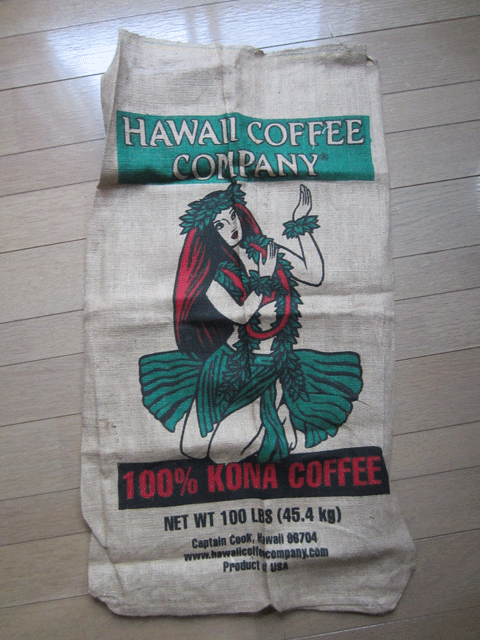 HAWAII COFFEE
COMPANY®
100% KONA COFFEE
NET WT 100 LBS (45.4 kg)
Captain Cook, Hawaii 96704
www.hawaiicoffeecompany.com
Product of USA